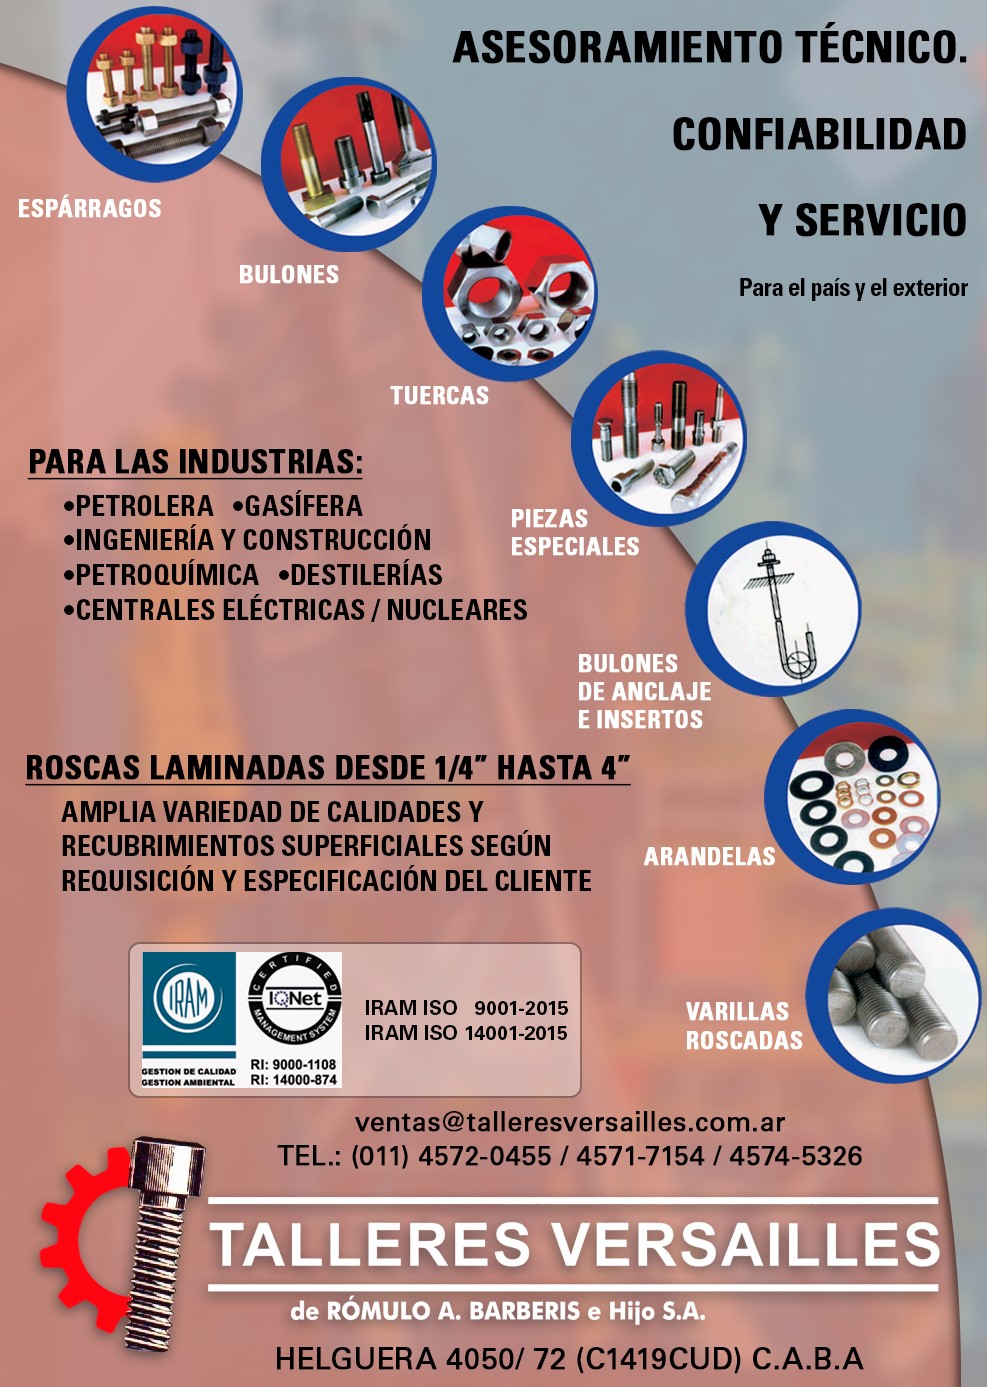 ASESORAMIENTO TÉCNICO.
CONFIABILIDAD
Y SERVICIO
Para el país y el exterior
ESPÁRRAGOS
BULONES
TUERCAS
PIEZAS
ESPECIALES
BULONES
DE ANCLAJE
E INSERTOS
ARANDELAS
VARILLAS
ROSCADAS
PARA LAS INDUSTRIAS:
•PETROLERA •GASÍFERA
•INGENIERÍA Y CONSTRUCCIÓN
•PETROQUÍMICA •DESTILERÍAS
•CENTRALES ELÉCTRICAS / NUCLEARES
ROSCAS LAMINADAS DESDE 1/4” HASTA 4”
AMPLIA VARIEDAD DE CALIDADES Y
RECUBRIMIENTOS SUPERFICIALES SEGÚN
REQUISICIÓN Y ESPECIFICACIÓN DEL CLIENTE
IRAM
GESTION DE CALIDAD
GESTION AMBIENTAL
CERTIFIED
IQNet
MANAGEMENT SYSTEM
RI: 9000-1108
RI: 14000-874
IRAM ISO 9001-2015
IRAM ISO 14001-2015
ventas@talleresversailles.com.ar
TEL.: (011) 4572-0455 / 4571-7154 / 4574-5326
TALLERES VERSAILLES
de RÓMULO A. BARBERIS e Hijo S.A.
HELGUERA 4050/ 72 (C1419CUD) C.A.B.A